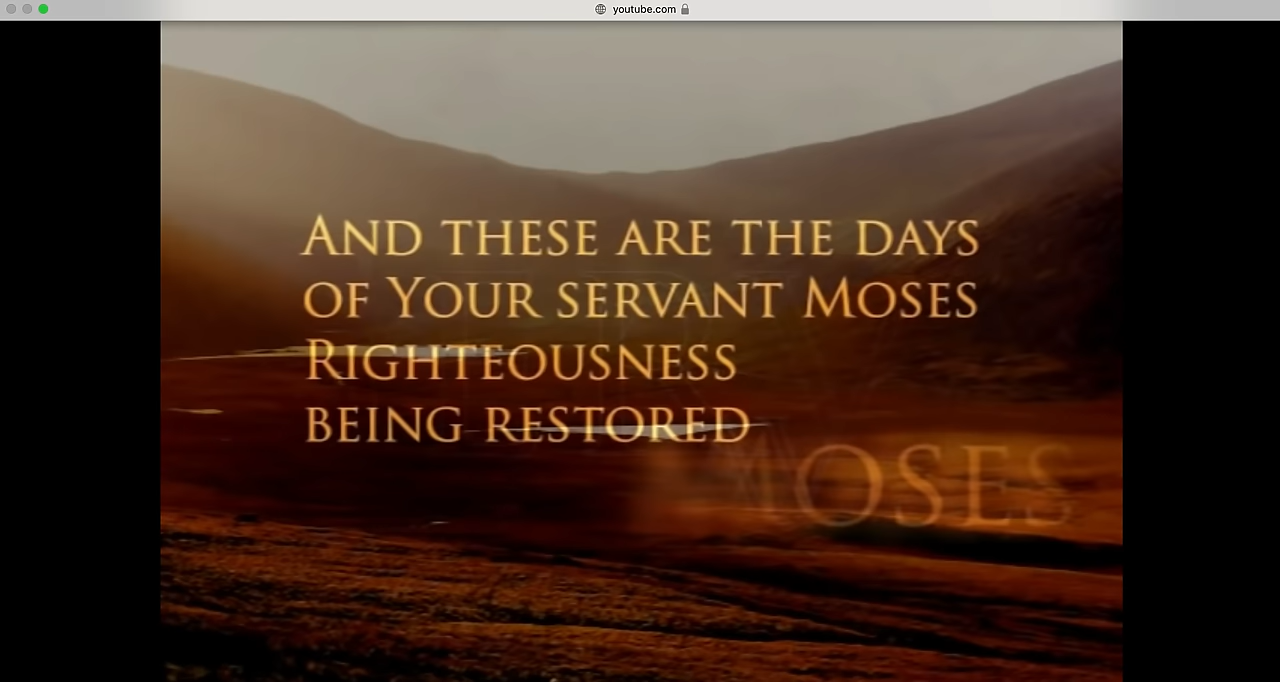 youtube.com
And these are the days
of Your servant Moses
Righteousness
being restored
Moses